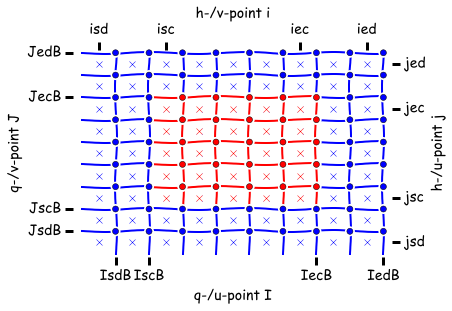 h-/v-point i
isd isc iec ied
JedB
jed
JecB
jec
q-/v-point J
h-/u-point j
jsc
JscB
JsdB
jsd
IsdB IscB IecB IedB
q-/u-point I